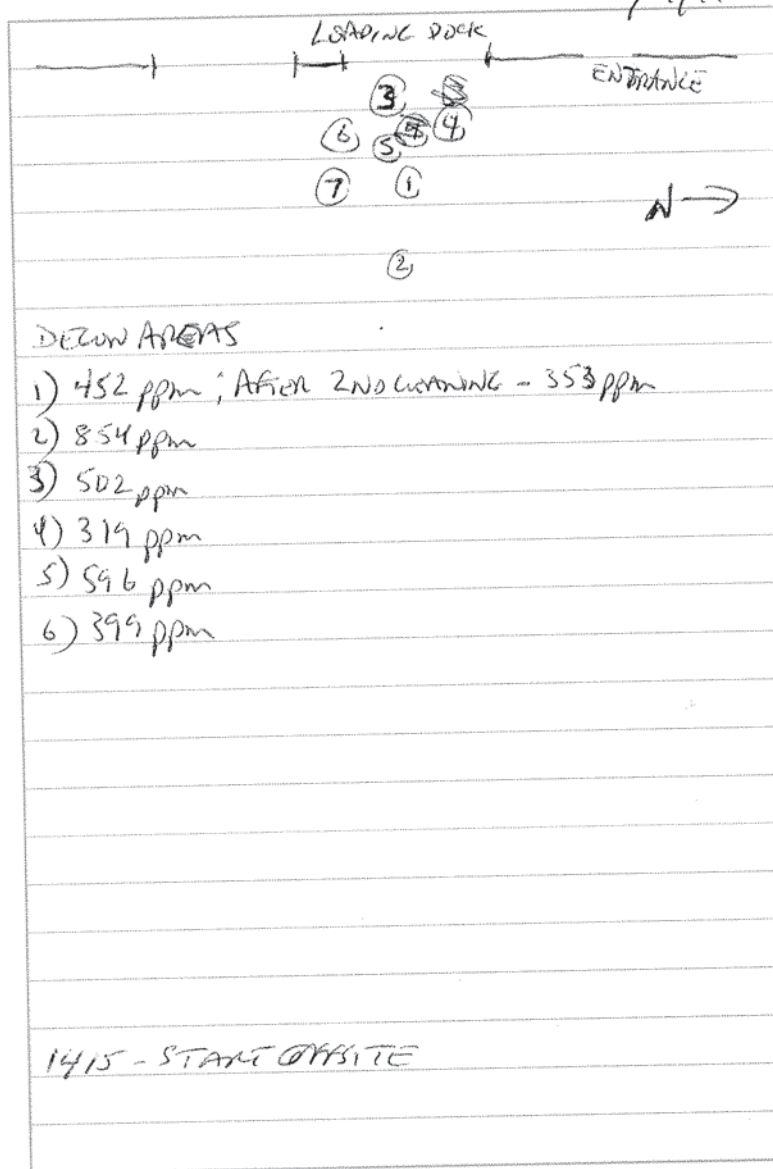 LOADING DOCK
ENTRANCE
3
6 5 4
7 1
N
2
DECON AREAS
1) 452 ppm ; AFTER 2ND CLEANING - 353 ppm
2) 854 ppm
3) 502 ppm
4) 319 ppm
5) 596 ppm
6) 399 ppm
1415 - START OFFSITE